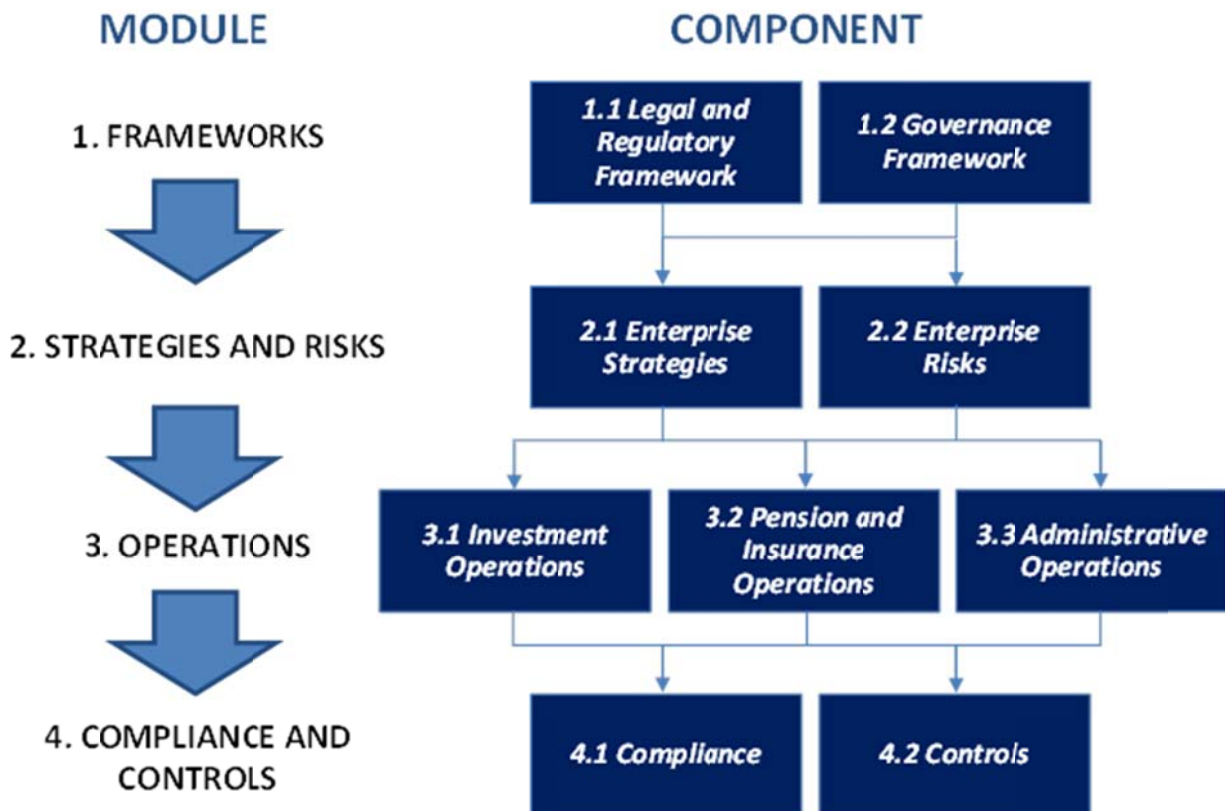 MODULE
COMPONENT
1. FRAMEWORKS
1.1 Legal and
Regulatory
Framework
1.2 Governance
Framework
2. STRATEGIES AND RISKS
2.1 Enterprise
Strategies
2.2 Enterprise
Risks
3. OPERATIONS
3.1 Investment
Operations
3.2 Pension and
Insurance
Operations
3.3 Administrative
Operations
4. COMPLIANCE AND
CONTROLS
4.1 Compliance
4.2 Controls